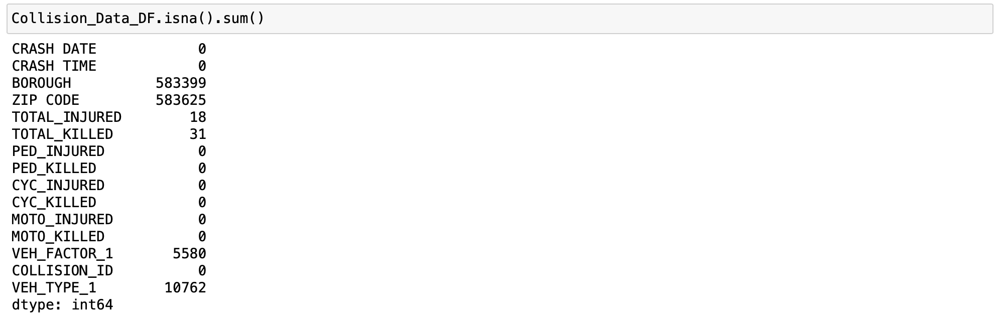 Collision_Data_DF.isna().sum()
CRASH DATE 0
CRASH TIME 0
BOROUGH 583399
ZIP CODE 583625
TOTAL_INJURED 18
TOTAL_KILLED 31
PED_INJURED 0
PED_KILLED 0
CYC_INJURED 0
CYC_KILLED 0
MOTO_INJURED 0
MOTO_KILLED 0
VEH_FACTOR_1 5580
COLLISION_ID 0
VEH_TYPE_1 10762
dtype: int64